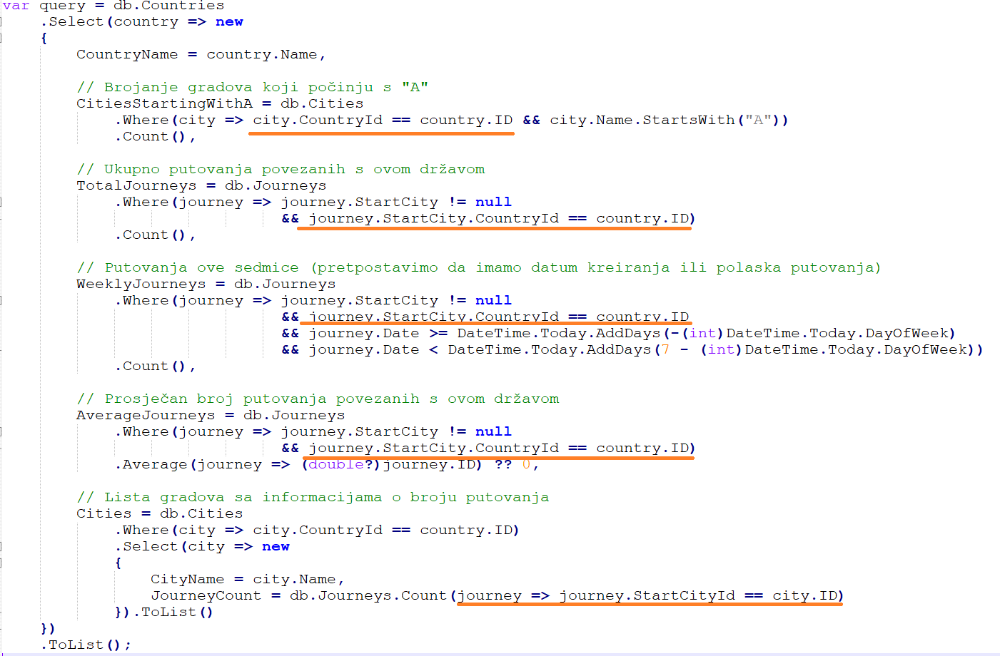 var query = db.Countries
    .Select(country => new
    {
        CountryName = country.Name,

        // Brojanje gradova koji počinju s "A"
        CitiesStartingWithA = db.Cities
            .Where(city => city.CountryId == country.ID && city.Name.StartsWith("A"))
            .Count(),

        // Ukupno putovanja povezanih s ovom državom
        TotalJourneys = db.Journeys
            .Where(journey => journey.StartCity != null
                              && journey.StartCity.CountryId == country.ID)
            .Count(),

        // Putovanja ove sedmice (pretpostavimo da imamo datum kreiranja ili polaska putovanja)
        WeeklyJourneys = db.Journeys
            .Where(journey => journey.StartCity != null
                              && journey.StartCity.CountryId == country.ID
                              && journey.Date >= DateTime.Today.AddDays(-(int)DateTime.Today.DayOfWeek)
                              && journey.Date < DateTime.Today.AddDays(7 - (int)DateTime.Today.DayOfWeek))
            .Count(),

        // Prosječan broj putovanja povezanih s ovom državom
        AverageJourneys = db.Journeys
            .Where(journey => journey.StartCity != null
                              && journey.StartCity.CountryId == country.ID)
            .Average(journey => (double?)journey.ID) ?? 0,

        // Lista gradova sa informacijama o broju putovanja
        Cities = db.Cities
            .Where(city => city.CountryId == country.ID)
            .Select(city => new
            {
                CityName = city.Name,
                JourneyCount = db.Journeys.Count(journey => journey.StartCityId == city.ID)
            }).ToList()
    })
    .ToList();